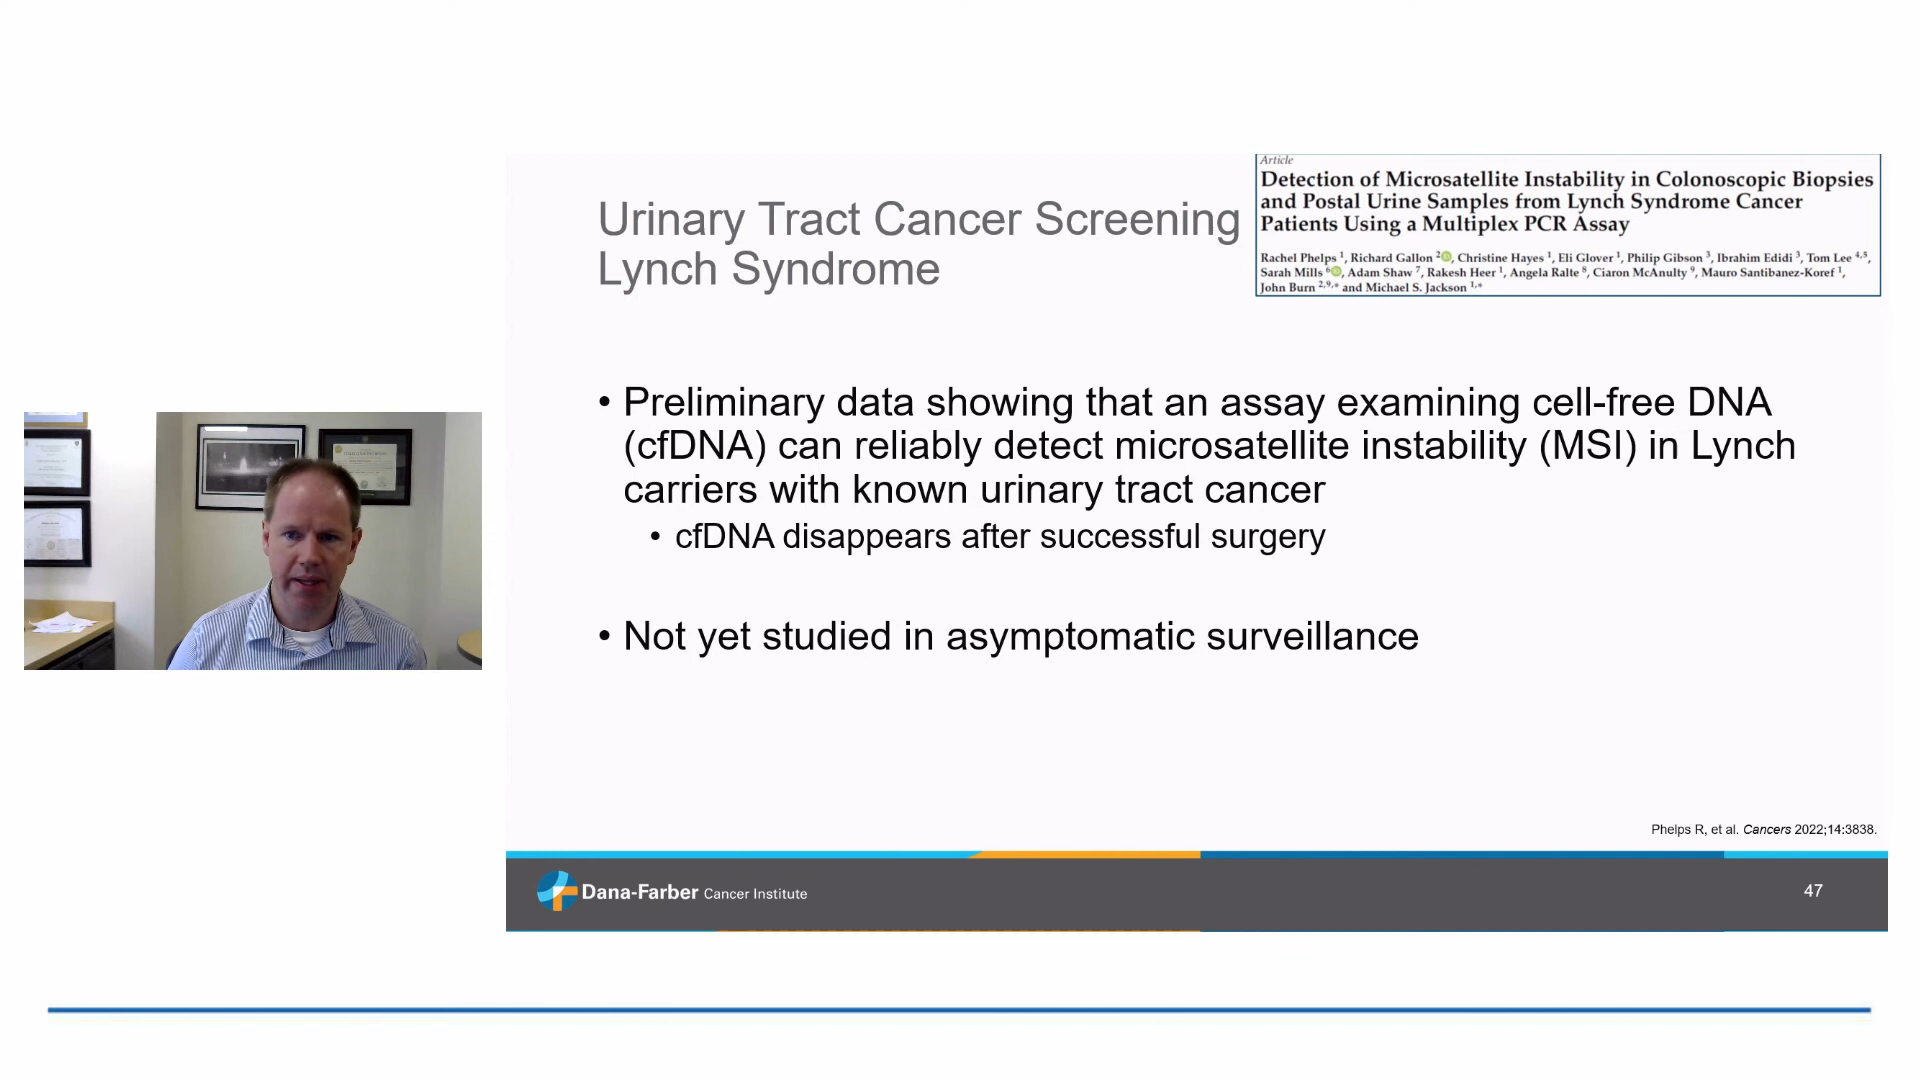 Urinary Tract Cancer Screening
Lynch Syndrome
Article
Detection of Microsatellite Instability in Colonoscopic Biopsies
and Postal Urine Samples from Lynch Syndrome Cancer
Patients Using a Multiplex PCR Assay
Rachel Phelps 1, Richard Gallon 2, Christine Hayes 1, Eli Glover 1, Philip Gibson 3, Ibrahim Edidi 3, Tom Lee 4,5,
Sarah Mills 6, Adam Shaw 7, Rakesh Heer 1, Angela Ralte 8, Ciaron McAnulty 9, Mauro Santibanez-Koref 1,
John Burn 2,9,* and Michael S. Jackson 1,*
• Preliminary data showing that an assay examining cell-free DNA
(cfDNA) can reliably detect microsatellite instability (MSI) in Lynch
carriers with known urinary tract cancer
• cfDNA disappears after successful surgery
• Not yet studied in asymptomatic surveillance
Phelps R, et al. Cancers 2022;14:3838.
Dana-Farber Cancer Institute
47